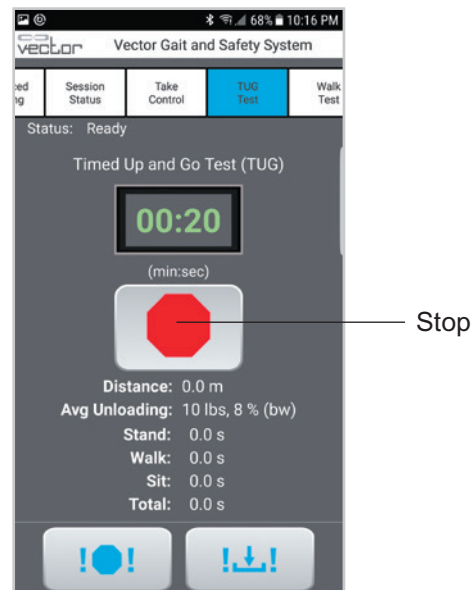 68% 10:16 PM
vector Vector Gait and Safety System
Session Status
Take Control
TUG Test
Walk Test
Status: Ready
Timed Up and Go Test (TUG)
00:20
(min:sec)
Stop
Distance: 0.0 m
Avg Unloading: 10 lbs, 8 % (bw)
Stand: 0.0 s
Walk: 0.0 s
Sit: 0.0 s
Total: 0.0 s
! !
! !